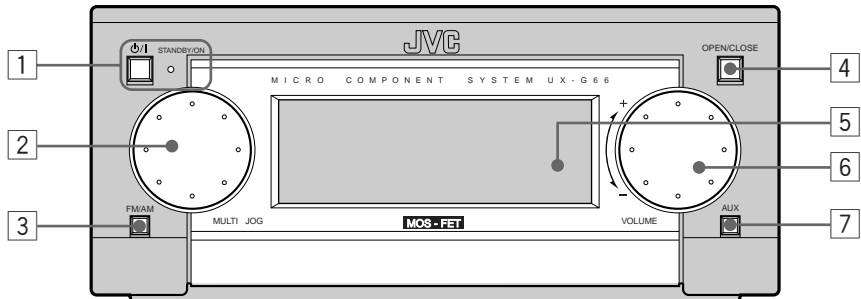 JVC
1
⏻/I STANDBY/ON
OPEN/CLOSE
4
MICRO COMPONENT SYSTEM UX-G66
2
+
5
6
–
3
FM/AM
MULTI JOG
MOS-FET
VOLUME
AUX
7